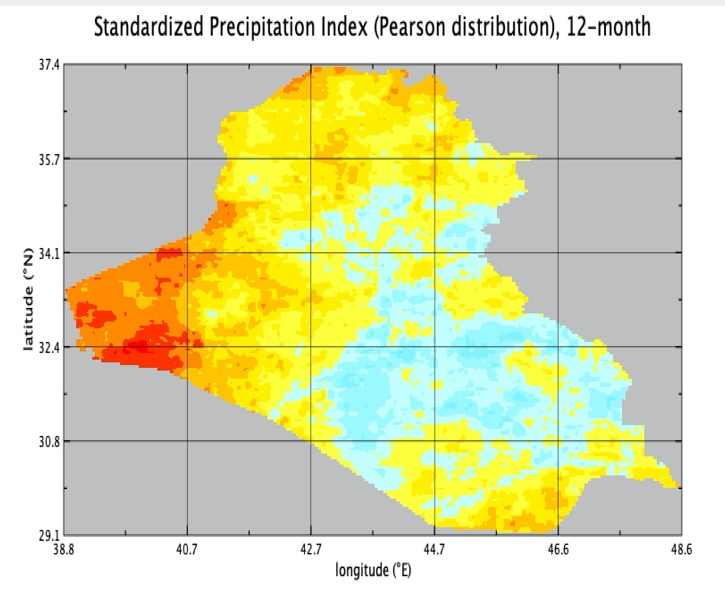 Standardized Precipitation Index (Pearson distribution), 12-month
37.4
35.7
34.1
32.4
30.8
29.1
latitude (°N)
38.8 40.7 42.7 44.7 46.6 48.6
longitude (°E)